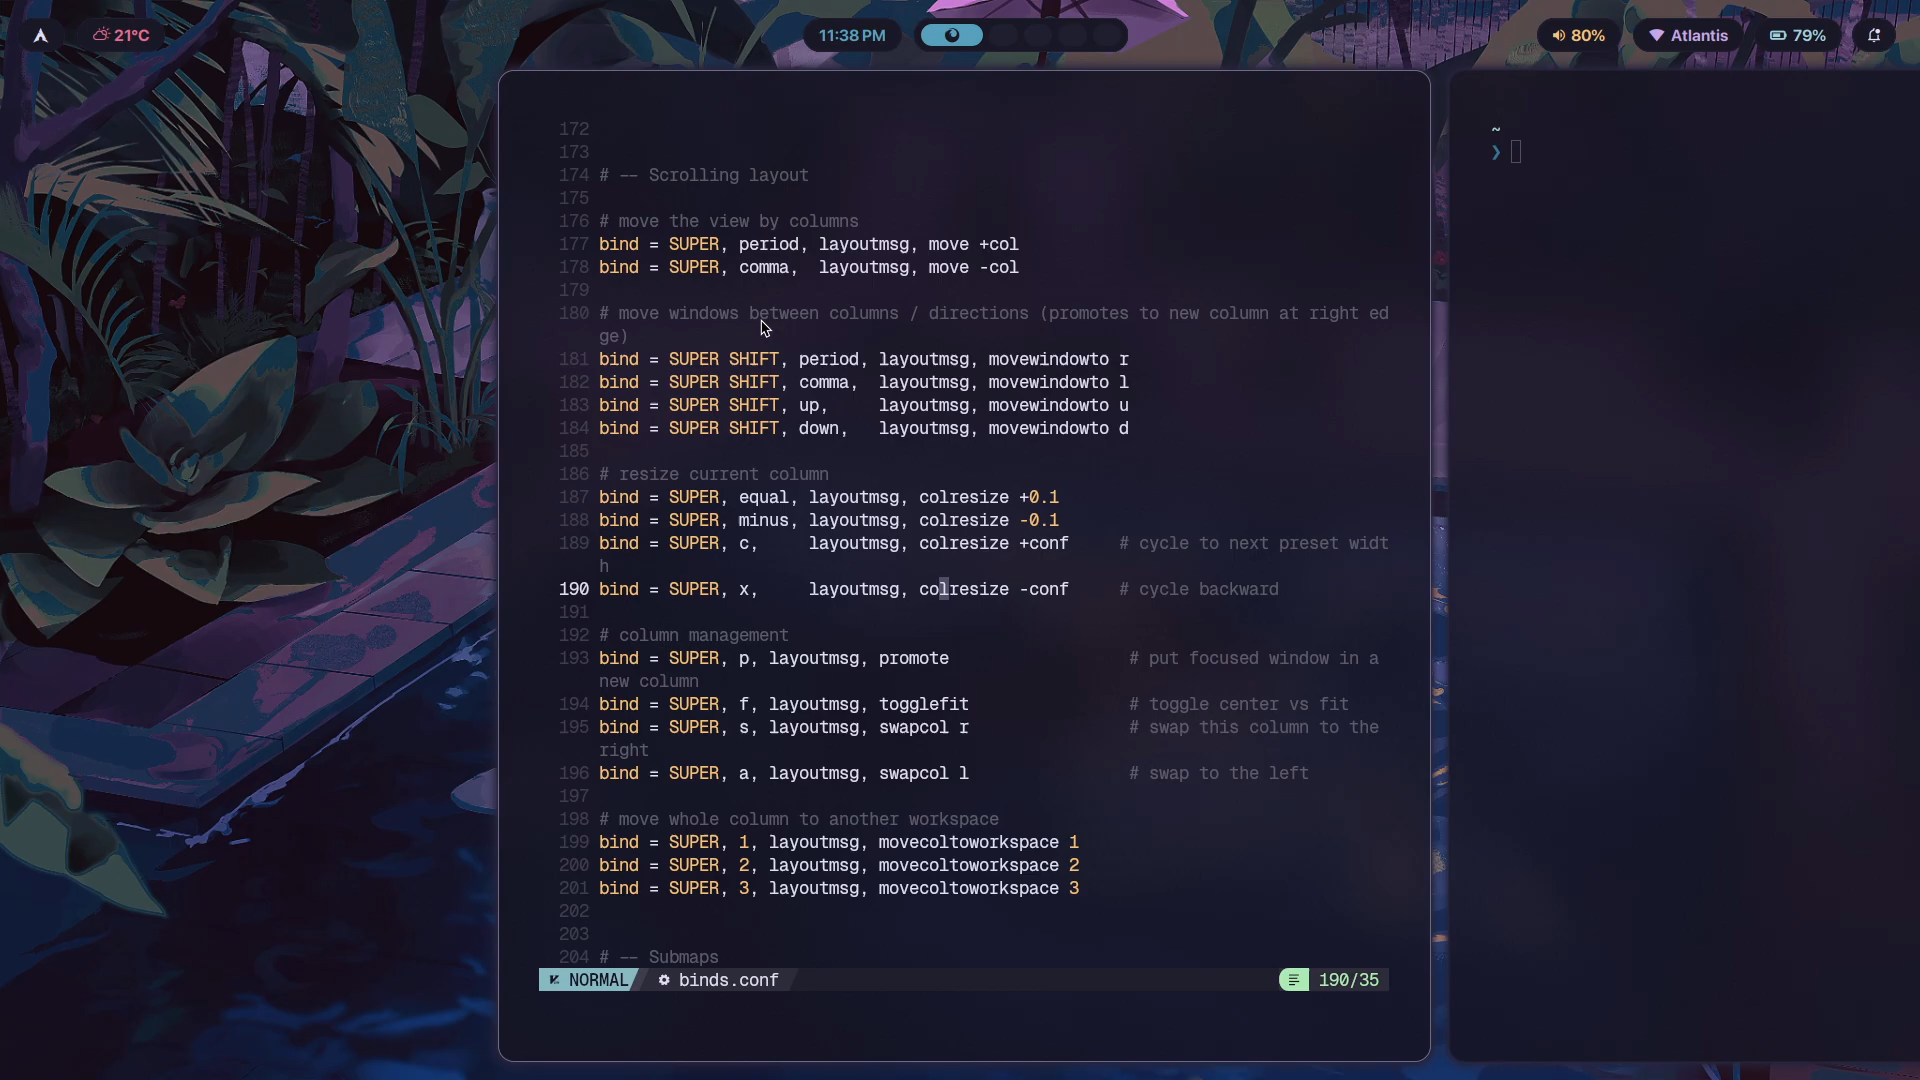 21°C
11:38 PM
80%
Atlantis
79%
172
173
174 # -- Scrolling layout
175
176 # move the view by columns
177 bind = SUPER, period, layoutmsg, move +col
178 bind = SUPER, comma,  layoutmsg, move -col
179
180 # move windows between columns / directions (promotes to new column at right ed
ge)
181 bind = SUPER SHIFT, period, layoutmsg, movewindowto r
182 bind = SUPER SHIFT, comma,  layoutmsg, movewindowto l
183 bind = SUPER SHIFT, up,     layoutmsg, movewindowto u
184 bind = SUPER SHIFT, down,   layoutmsg, movewindowto d
185
186 # resize current column
187 bind = SUPER, equal, layoutmsg, colresize +0.1
188 bind = SUPER, minus, layoutmsg, colresize -0.1
189 bind = SUPER, c,     layoutmsg, colresize +conf     # cycle to next preset widt
h
190 bind = SUPER, x,     layoutmsg, colresize -conf     # cycle backward
191
192 # column management
193 bind = SUPER, p, layoutmsg, promote                  # put focused window in a
new column
194 bind = SUPER, f, layoutmsg, togglefit                # toggle center vs fit
195 bind = SUPER, s, layoutmsg, swapcol r                # swap this column to the
right
196 bind = SUPER, a, layoutmsg, swapcol l                # swap to the left
197
198 # move whole column to another workspace
199 bind = SUPER, 1, layoutmsg, movecoltoworkspace 1
200 bind = SUPER, 2, layoutmsg, movecoltoworkspace 2
201 bind = SUPER, 3, layoutmsg, movecoltoworkspace 3
202
203
204 # -- Submaps
NORMAL binds.conf 190/35
~
❯